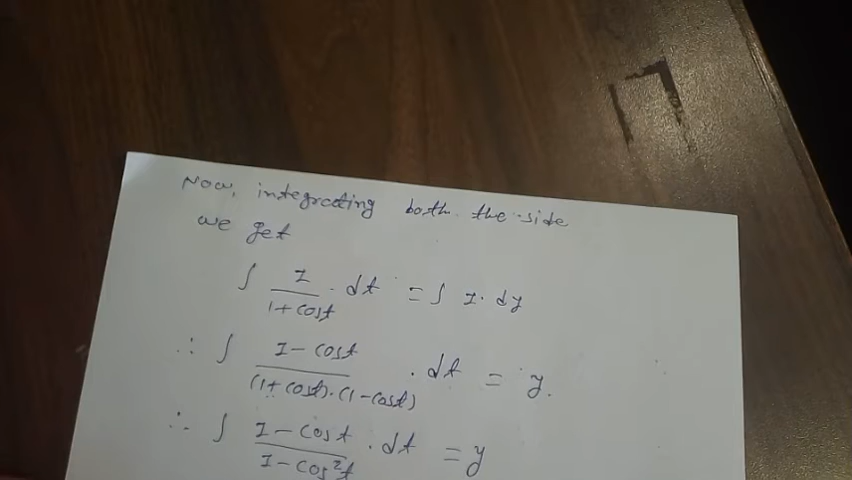 Now, integrating both the side
we get
∫ 1/(1+cost) · dt = ∫ 1· dy
∴ ∫ (1-cost)/((1+cost)·(1-cost)) · dt = y.
∴ ∫ (1-cost)/(1-cos²t) · dt = y